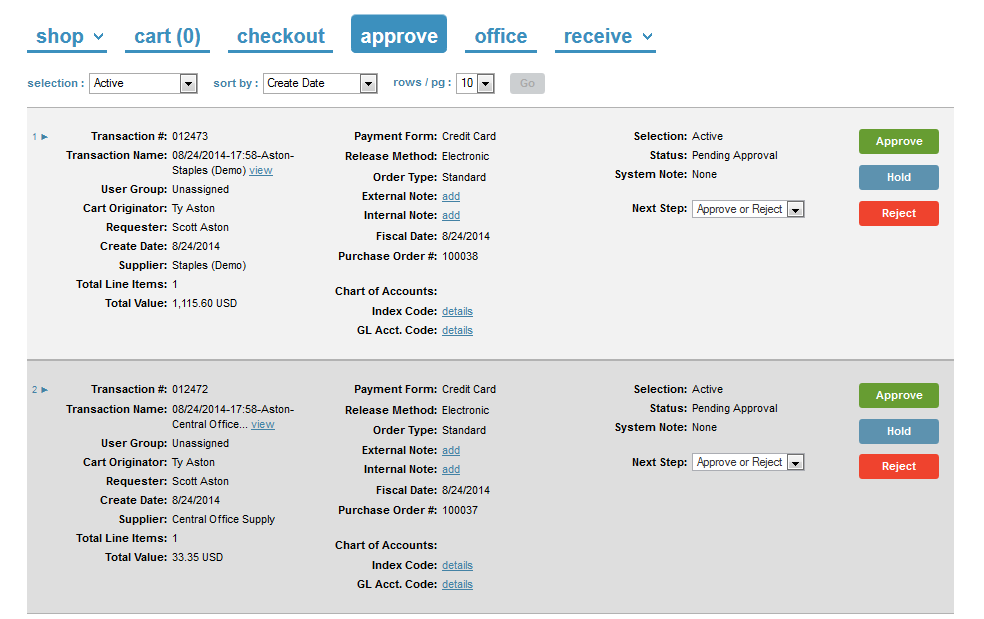 shop cart (0) checkout approve office receive
selection : Active sort by : Create Date rows / pg : 10 Go
1
Transaction #: 012473
Transaction Name: 08/24/2014-17:58-Aston-
Staples (Demo) view
User Group: Unassigned
Cart Originator: Ty Aston
Requester: Scott Aston
Create Date: 8/24/2014
Supplier: Staples (Demo)
Total Line Items: 1
Total Value: 1,115.60 USD
Payment Form: Credit Card
Release Method: Electronic
Order Type: Standard
External Note: add
Internal Note: add
Fiscal Date: 8/24/2014
Purchase Order #: 100038
Chart of Accounts:
Index Code: details
GL Acct. Code: details
Selection: Active
Status: Pending Approval
System Note: None
Next Step: Approve or Reject
Approve
Hold
Reject
2
Transaction #: 012472
Transaction Name: 08/24/2014-17:58-Aston-
Central Office... view
User Group: Unassigned
Cart Originator: Ty Aston
Requester: Scott Aston
Create Date: 8/24/2014
Supplier: Central Office Supply
Total Line Items: 1
Total Value: 33.35 USD
Payment Form: Credit Card
Release Method: Electronic
Order Type: Standard
External Note: add
Internal Note: add
Fiscal Date: 8/24/2014
Purchase Order #: 100037
Chart of Accounts:
Index Code: details
GL Acct. Code: details
Selection: Active
Status: Pending Approval
System Note: None
Next Step: Approve or Reject
Approve
Hold
Reject